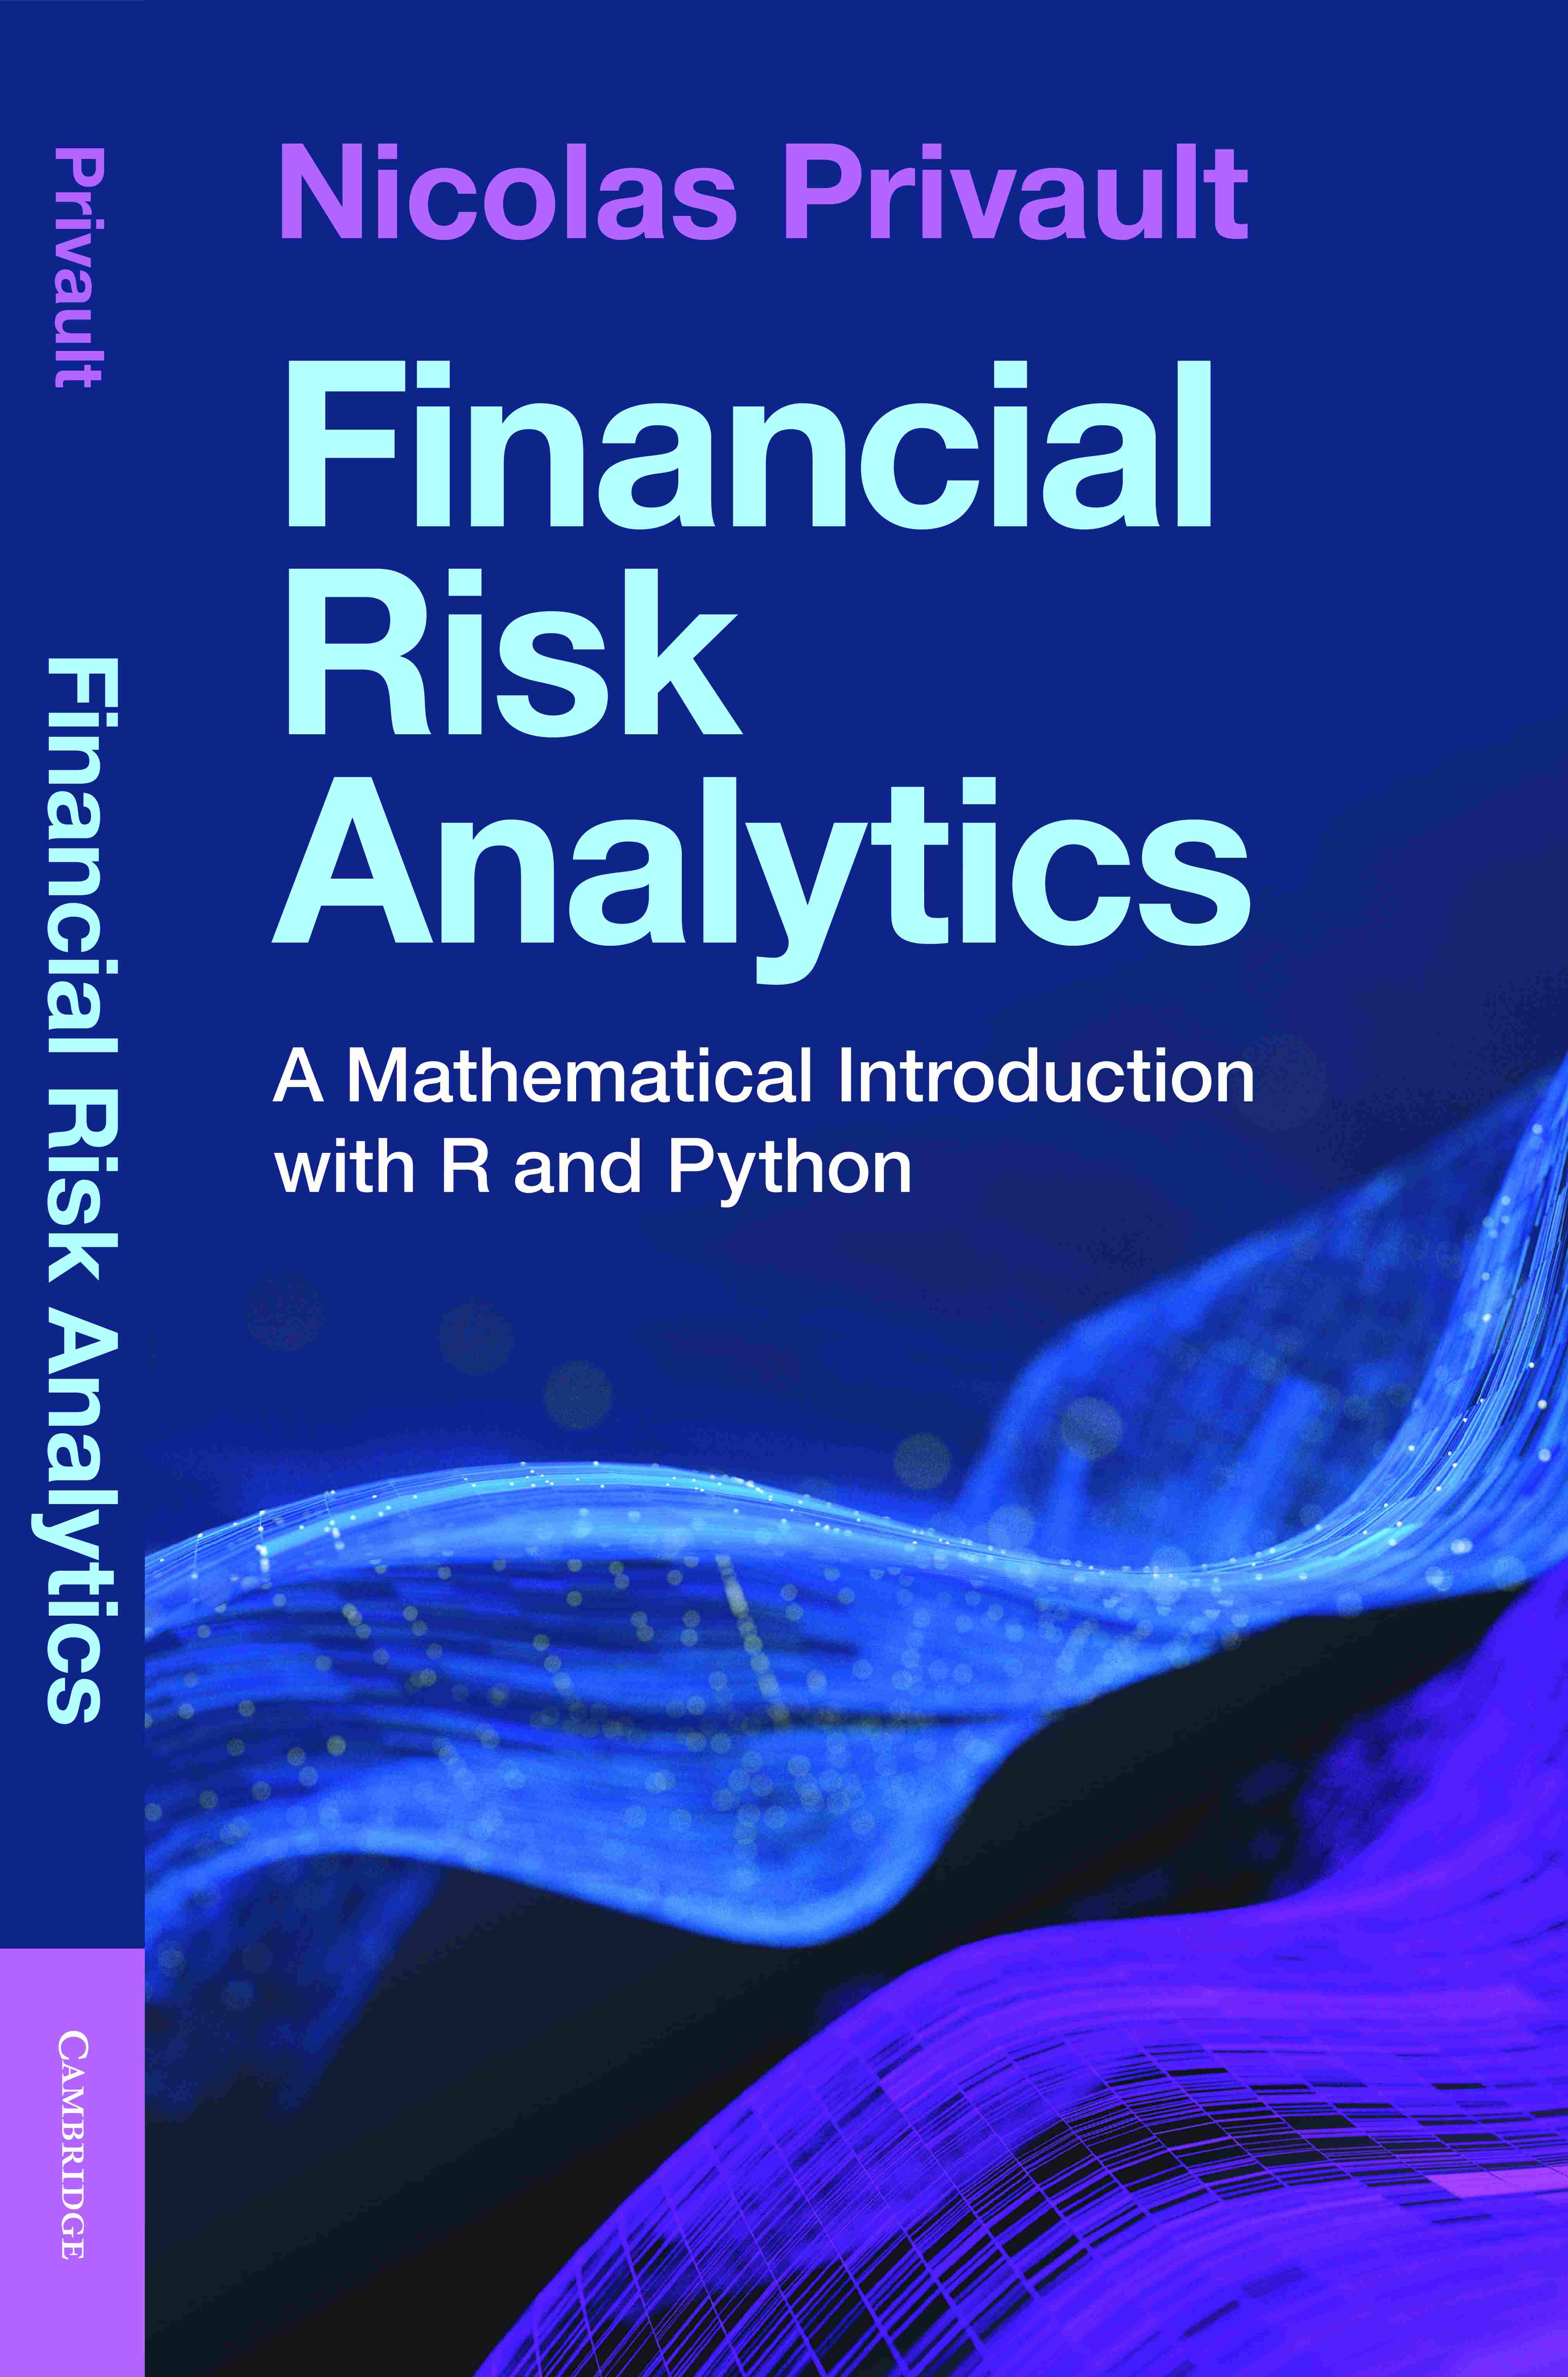 Privault
Financial Risk Analytics
CAMBRIDGE
Nicolas Privault
Financial
Risk
Analytics
A Mathematical Introduction
with R and Python